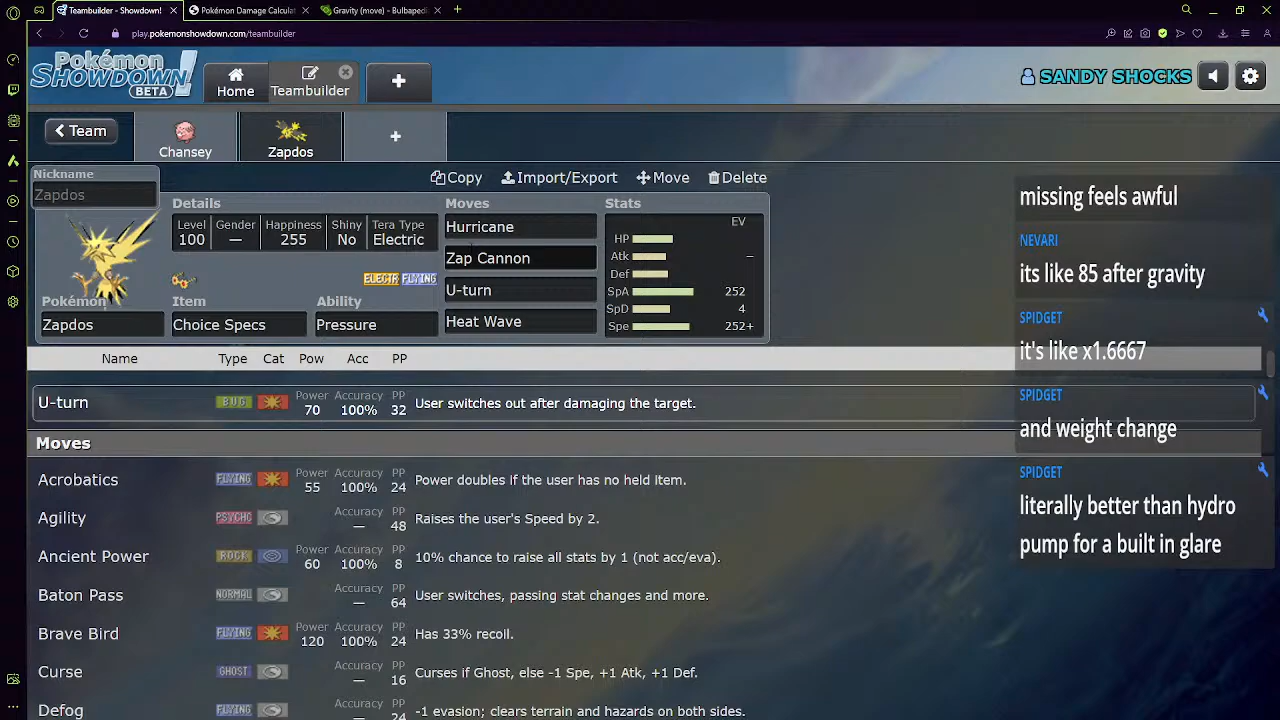 Teambuilder - Showdown!
Pokémon Damage Calculat
Gravity (move) - Bulbaped
play.pokemonshowdown.com/teambuilder
Pokémon
SHOWDOWN!
BETA
Home
Teambuilder
SANDY SHOCKS
Team
Chansey
Zapdos
Nickname
Zapdos
Copy
Import/Export
Move
Delete
Details
Moves
Stats
Level
100
Gender
—
Happiness
255
Shiny
No
Tera Type
Electric
ELECTR FLYING
Pokémon
Zapdos
Item
Choice Specs
Ability
Pressure
Hurricane
Zap Cannon
U-turn
Heat Wave
EV
HP
Atk –
Def
SpA 252
SpD 4
Spe 252+
Name Type Cat Pow Acc PP
U-turn BUG Power 70 Accuracy 100% PP 32 User switches out after damaging the target.
Moves
Acrobatics FLYING Power 55 Accuracy 100% PP 24 Power doubles if the user has no held item.
Agility PSYCHC Accuracy — PP 48 Raises the user's Speed by 2.
Ancient Power ROCK Power 60 Accuracy 100% PP 8 10% chance to raise all stats by 1 (not acc/eva).
Baton Pass NORMAL Accuracy — PP 64 User switches, passing stat changes and more.
Brave Bird FLYING Power 120 Accuracy 100% PP 24 Has 33% recoil.
Curse GHOST Accuracy — PP 16 Curses if Ghost, else -1 Spe, +1 Atk, +1 Def.
Defog FLYING Accuracy — PP 24 -1 evasion; clears terrain and hazards on both sides.
missing feels awful
NEVARI
its like 85 after gravity
SPIDGET
it's like x1.6667
SPIDGET
and weight change
SPIDGET
literally better than hydro
pump for a built in glare